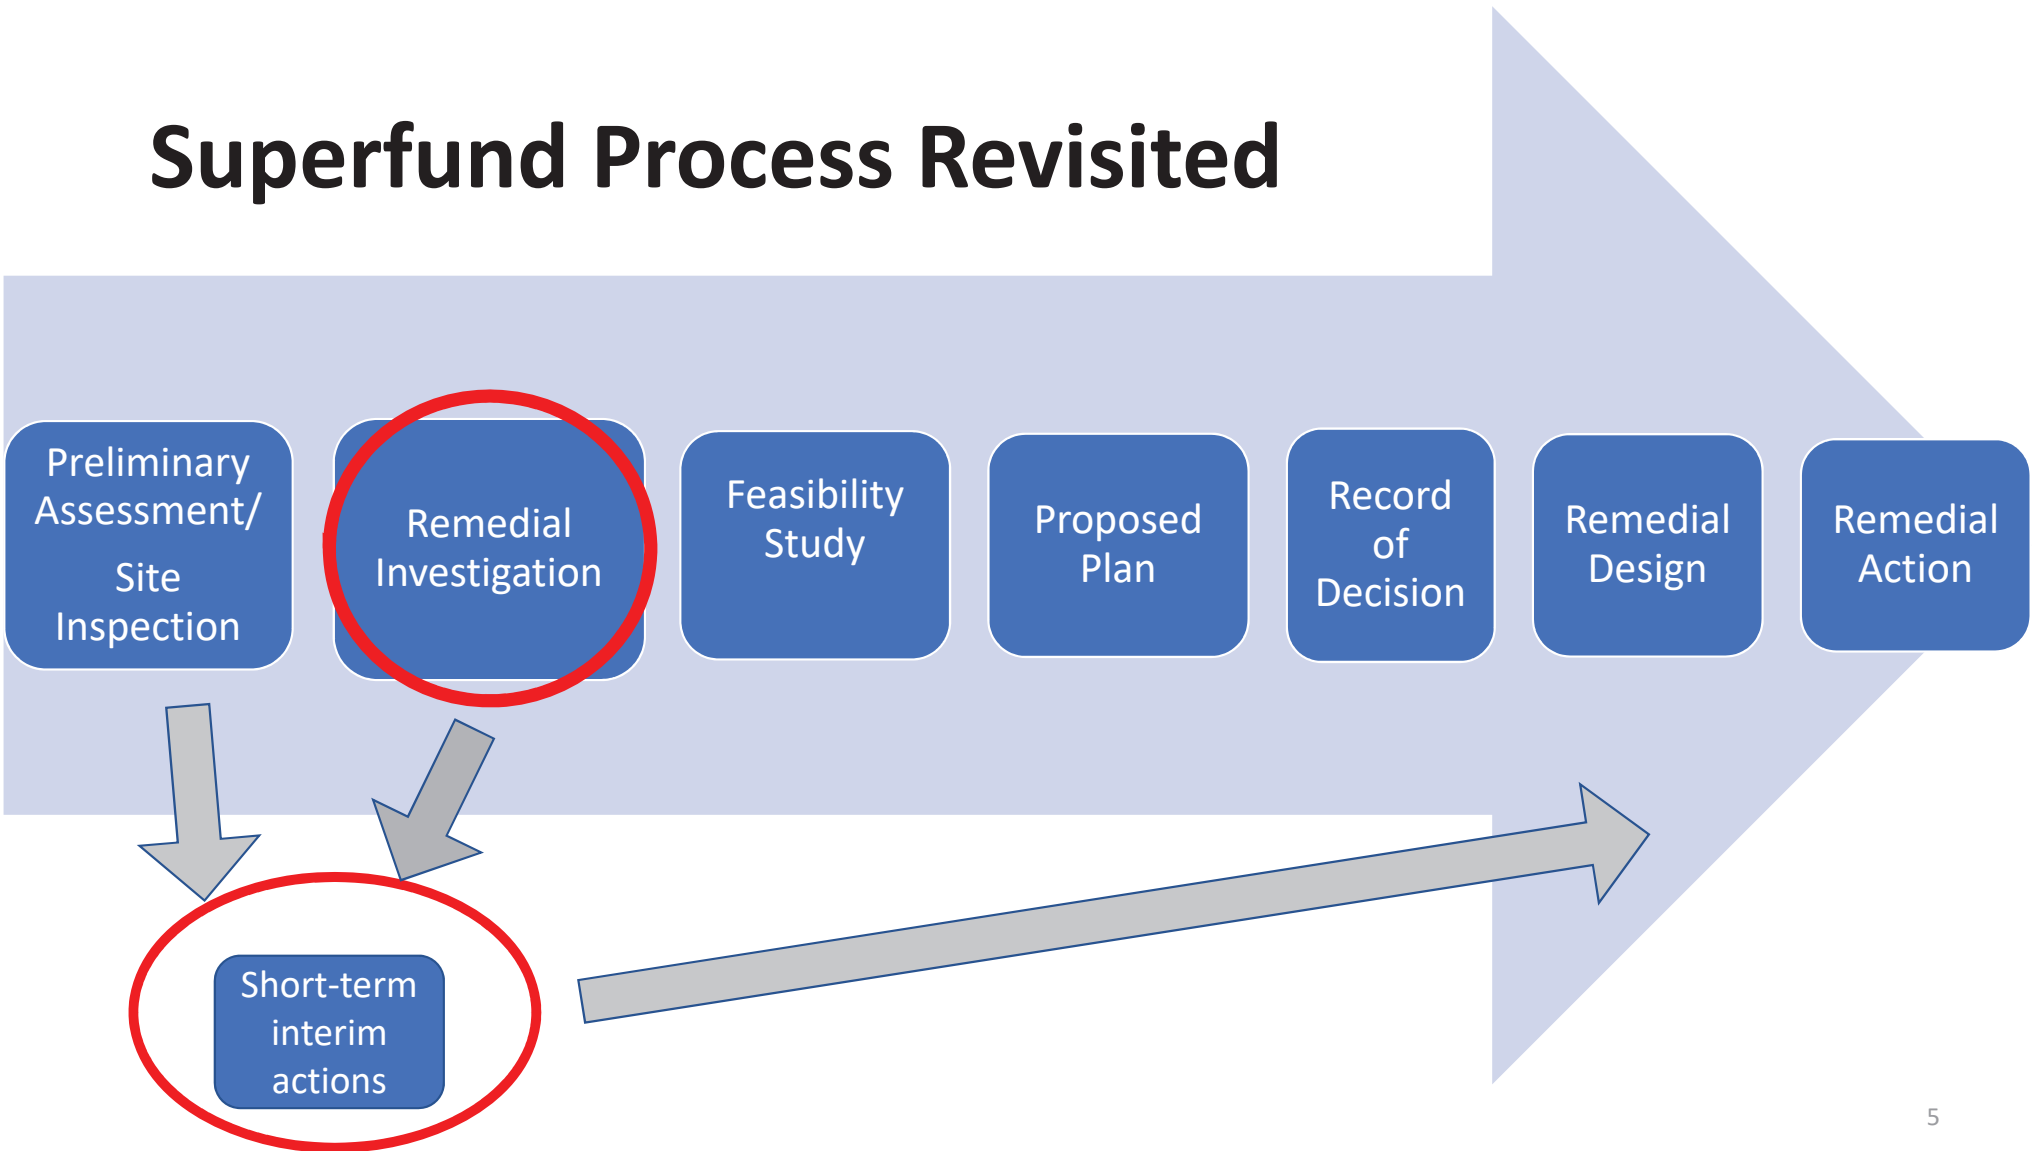 Superfund Process Revisited
Preliminary
Assessment/
Site
Inspection
Remedial
Investigation
Feasibility
Study
Proposed
Plan
Record
of
Decision
Remedial
Design
Remedial
Action
Short-term
interim
actions
5